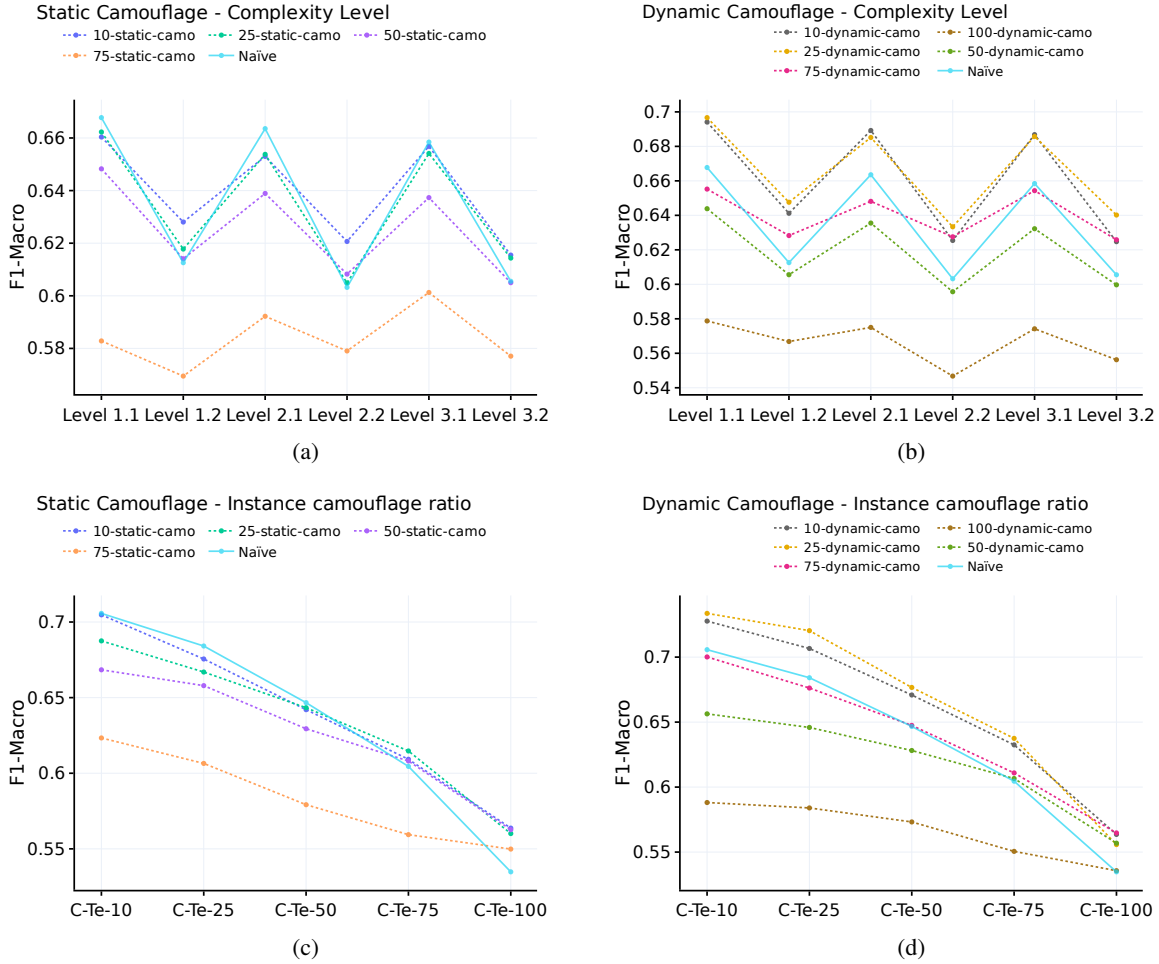 Static Camouflage - Complexity Level
10-static-camo 25-static-camo 50-static-camo
75-static-camo Naïve
F1-Macro
0.66
0.64
0.62
0.6
0.58
Level 1.1 Level 1.2 Level 2.1 Level 2.2 Level 3.1 Level 3.2
(a)
Dynamic Camouflage - Complexity Level
10-dynamic-camo 100-dynamic-camo
25-dynamic-camo 50-dynamic-camo
75-dynamic-camo Naïve
F1-Macro
0.7
0.68
0.66
0.64
0.62
0.6
0.58
0.56
0.54
Level 1.1 Level 1.2 Level 2.1 Level 2.2 Level 3.1 Level 3.2
(b)
Static Camouflage - Instance camouflage ratio
10-static-camo 25-static-camo 50-static-camo
75-static-camo Naïve
F1-Macro
0.7
0.65
0.6
0.55
C-Te-10 C-Te-25 C-Te-50 C-Te-75 C-Te-100
(c)
Dynamic Camouflage - Instance camouflage ratio
10-dynamic-camo 100-dynamic-camo
25-dynamic-camo 50-dynamic-camo
75-dynamic-camo Naïve
F1-Macro
0.7
0.65
0.6
0.55
C-Te-10 C-Te-25 C-Te-50 C-Te-75 C-Te-100
(d)